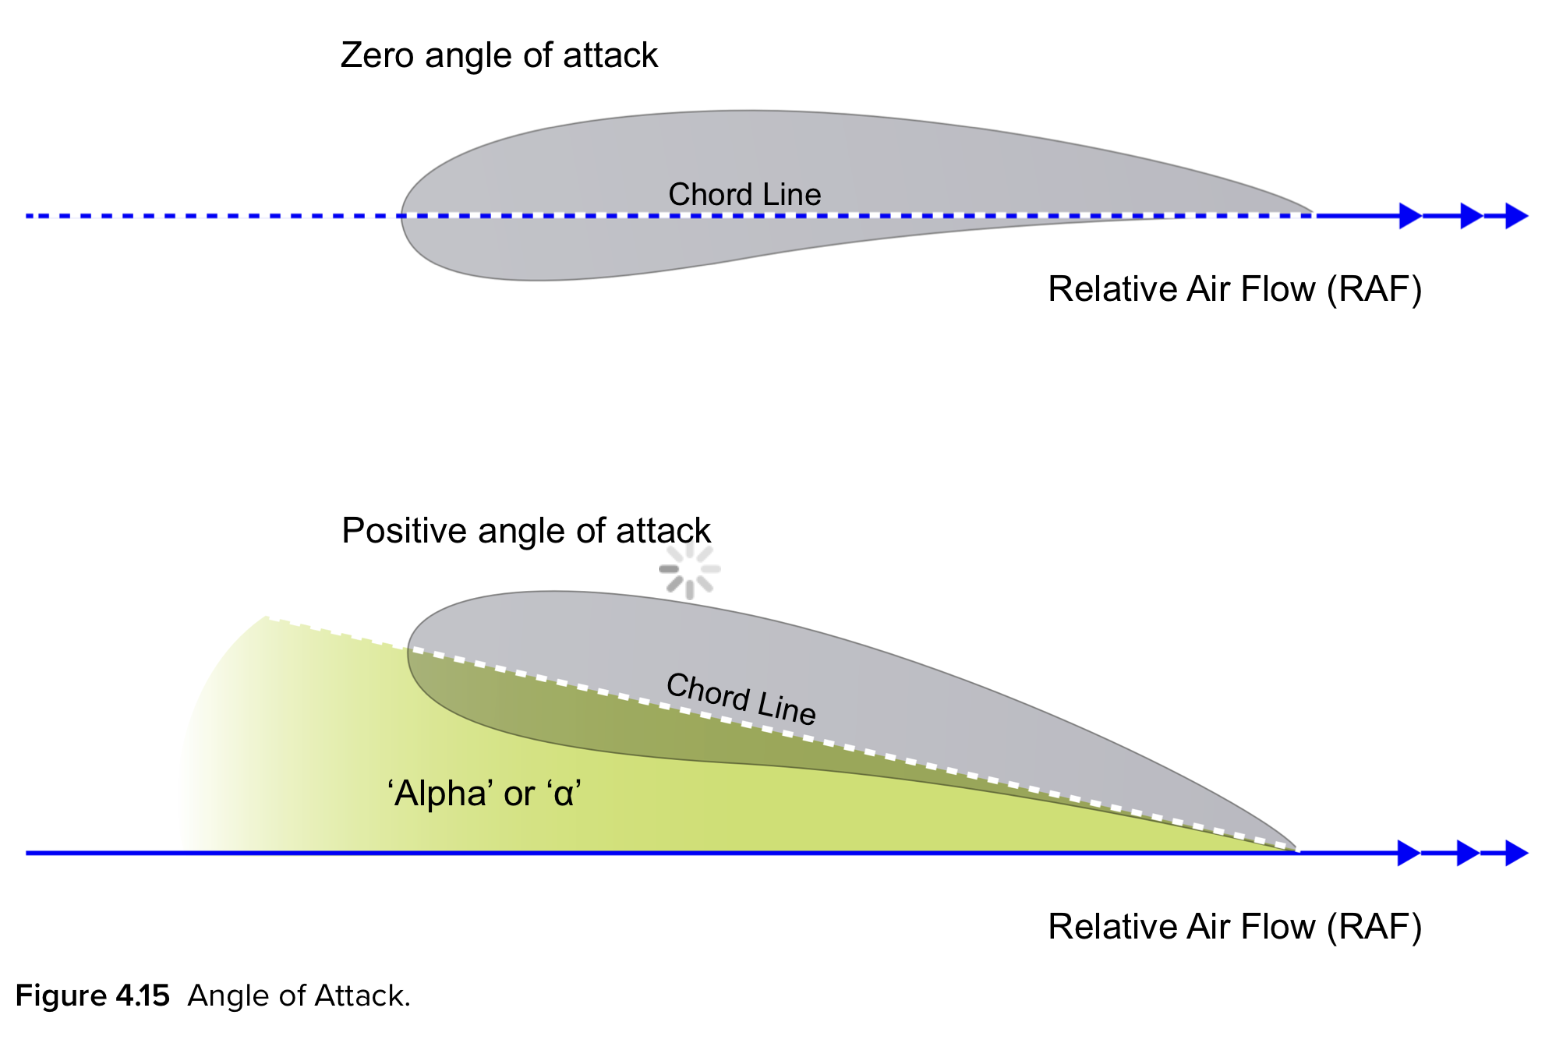 Zero angle of attack
Chord Line
Relative Air Flow (RAF)
Positive angle of attack
Chord Line
‘Alpha’ or ‘α’
Relative Air Flow (RAF)
Figure 4.15 Angle of Attack.